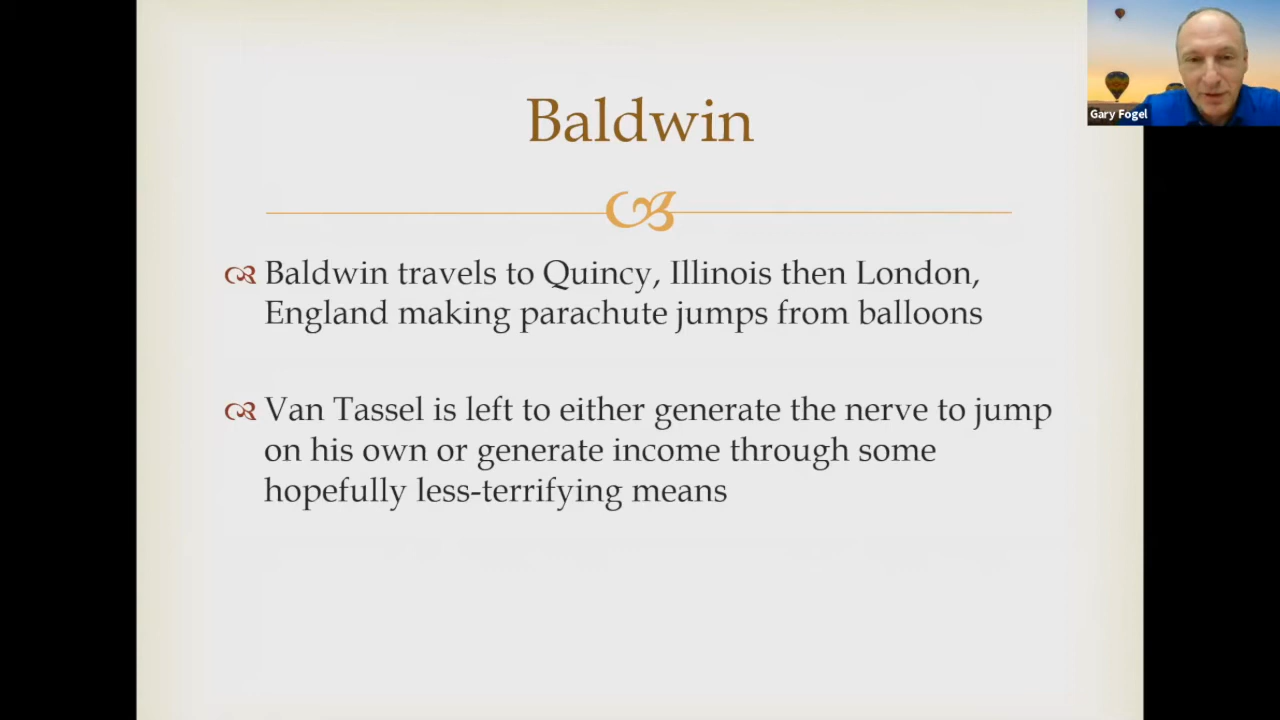 Baldwin
Baldwin travels to Quincy, Illinois then London,
England making parachute jumps from balloons
Van Tassel is left to either generate the nerve to jump
on his own or generate income through some
hopefully less-terrifying means
Gary Fogel